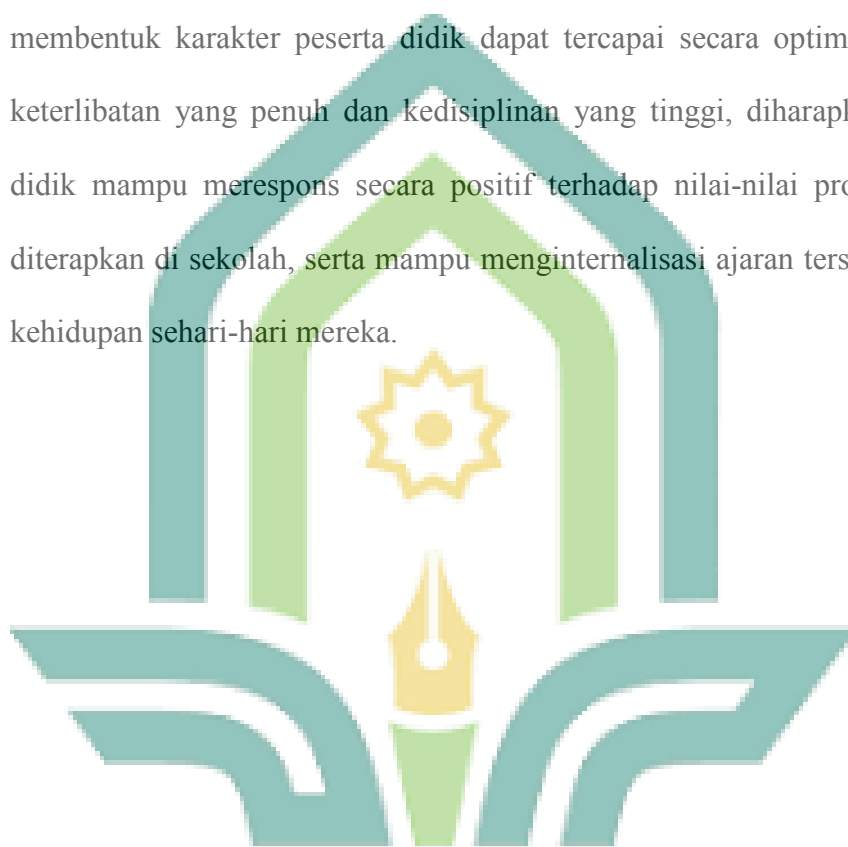 membentuk karakter peserta didik dapat tercapai secara optim
keterlibatan yang penuh dan kedisiplinan yang tinggi, diharapl
didik mampu merespons secara positif terhadap nilai-nilai pro
diterapkan di sekolah, serta mampu menginternalisasi ajaran ters
kehidupan sehari-hari mereka.